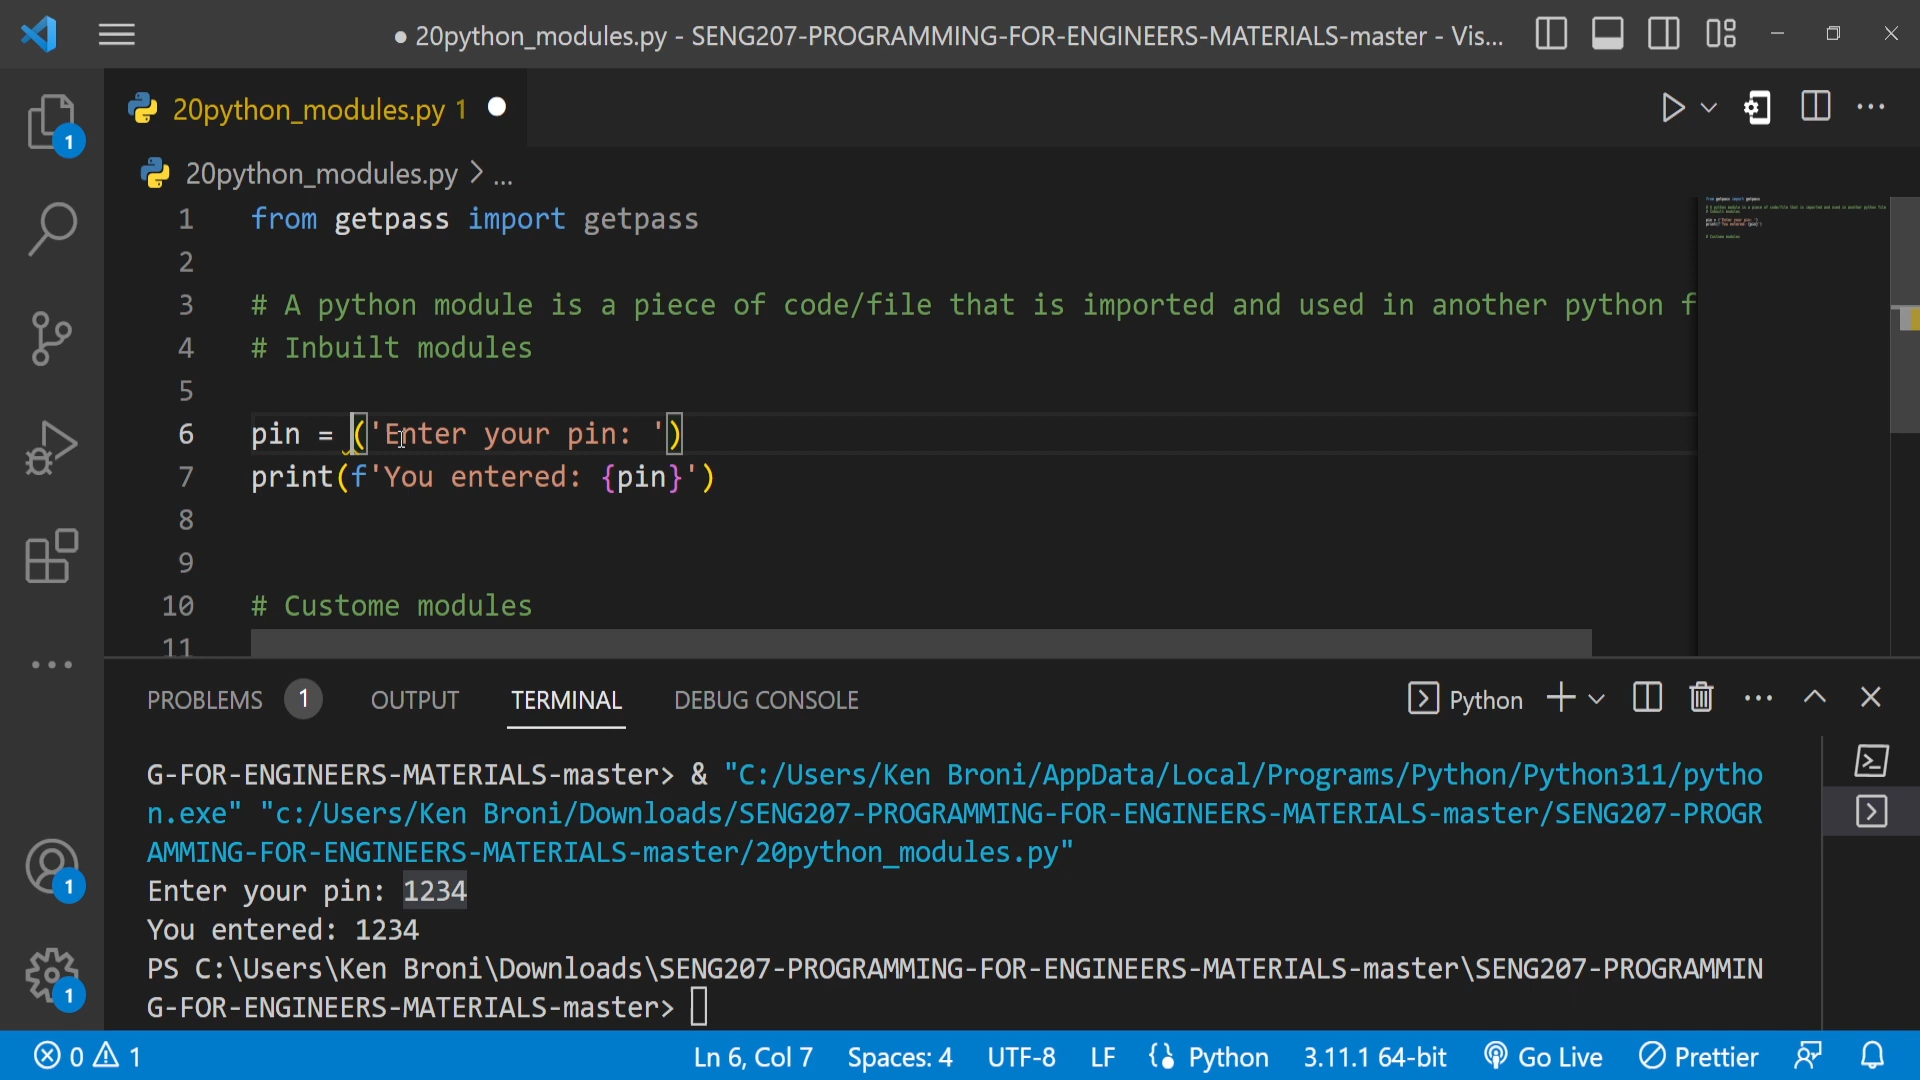 ● 20python_modules.py - SENG207-PROGRAMMING-FOR-ENGINEERS-MATERIALS-master - Vis...
20python_modules.py 1
20python_modules.py > ...
1 from getpass import getpass
2
3 # A python module is a piece of code/file that is imported and used in another python f
4 # Inbuilt modules
5
6 pin = ('Enter your pin: ')
7 print(f'You entered: {pin}')
8
9
10 # Custome modules
11
PROBLEMS 1 OUTPUT TERMINAL DEBUG CONSOLE Python
G-FOR-ENGINEERS-MATERIALS-master> & "C:/Users/Ken Broni/AppData/Local/Programs/Python/Python311/pytho
n.exe" "c:/Users/Ken Broni/Downloads/SENG207-PROGRAMMING-FOR-ENGINEERS-MATERIALS-master/SENG207-PROGR
AMMING-FOR-ENGINEERS-MATERIALS-master/20python_modules.py"
Enter your pin: 1234
You entered: 1234
PS C:\Users\Ken Broni\Downloads\SENG207-PROGRAMMING-FOR-ENGINEERS-MATERIALS-master\SENG207-PROGRAMMIN
G-FOR-ENGINEERS-MATERIALS-master>
1
1
1
0 1 Ln 6, Col 7 Spaces: 4 UTF-8 LF Python 3.11.1 64-bit Go Live Prettier